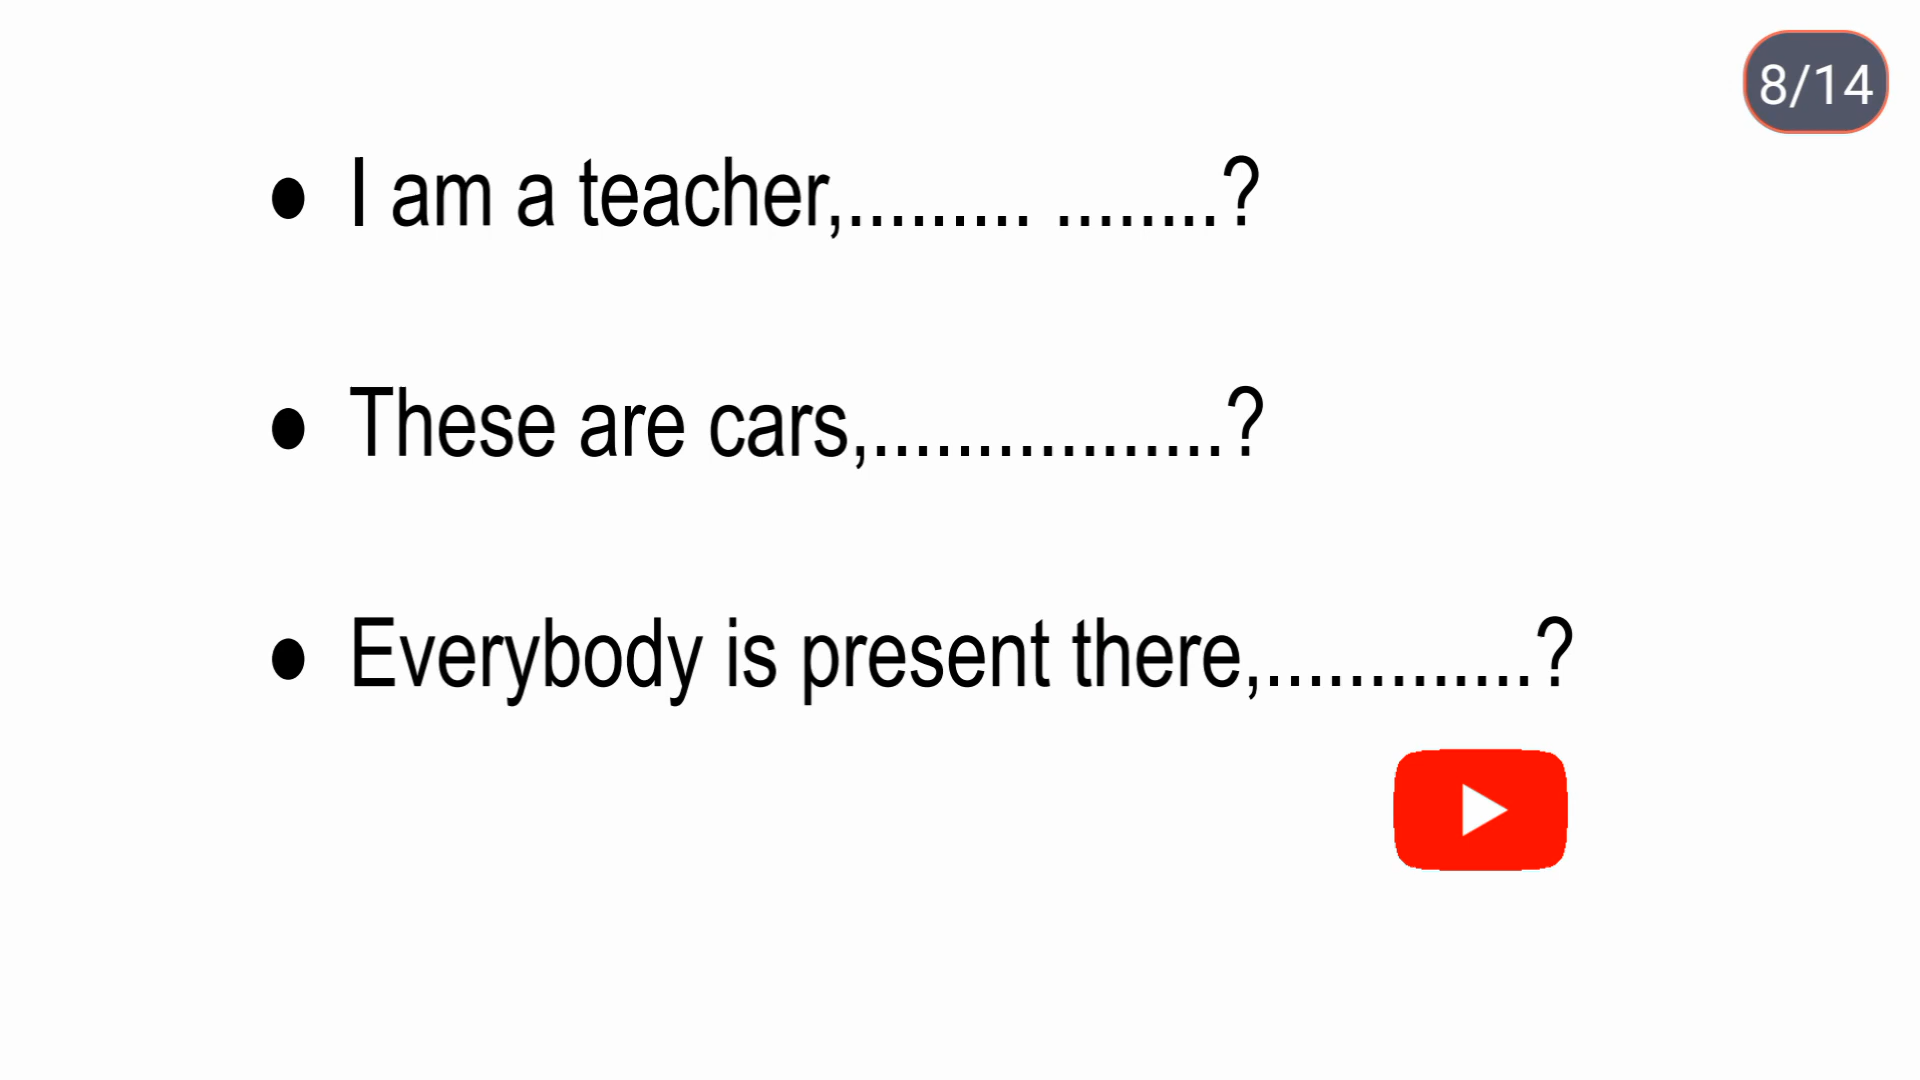 8/14
● I am a teacher,......... ........?
● These are cars,.................?
● Everybody is present there,.............?